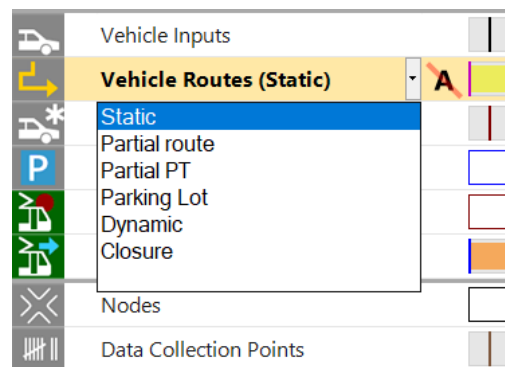 Vehicle Inputs
Vehicle Routes (Static)
A
Static
Partial route
Partial PT
P
Parking Lot
Dynamic
Closure
Nodes
Data Collection Points